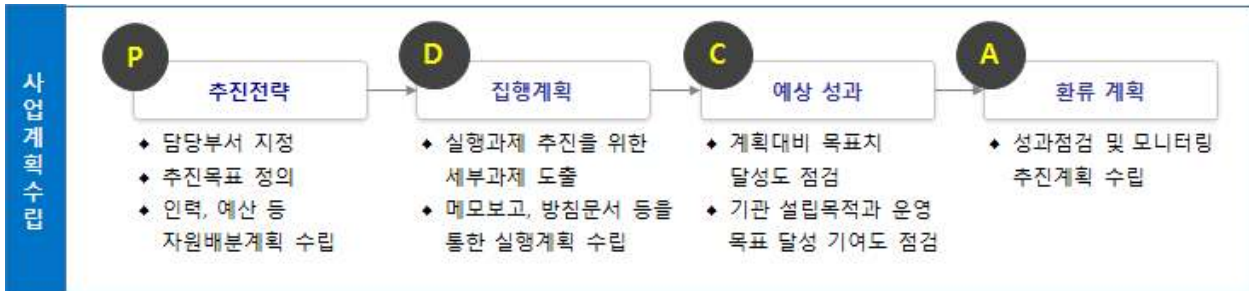 사업계획수립
P
추진전략
◆ 담당부서 지정
◆ 추진목표 정의
◆ 인력, 예산 등
자원배분계획 수립
D
집행계획
◆ 실행과제 추진을 위한
세부과제 도출
◆ 메모보고, 방침문서 등을
통한 실행계획 수립
C
예상 성과
◆ 계획대비 목표치
달성도 점검
◆ 기관 설립목적과 운영
목표 달성 기여도 점검
A
환류 계획
◆ 성과점검 및 모니터링
추진계획 수립